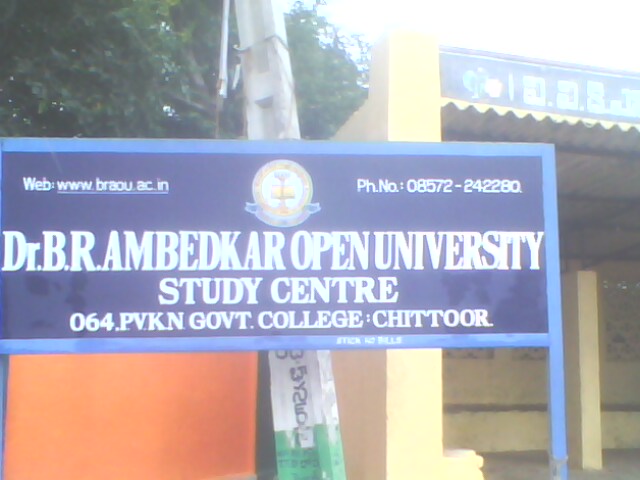 Web: www.braou.ac.in
Ph.No.: 08572-242280.
Dr.B.R.AMBEDKAR OPEN UNIVERSITY
STUDY CENTRE
064.PVKN GOVT. COLLEGE: CHITTOOR.
STICK NO BILLS